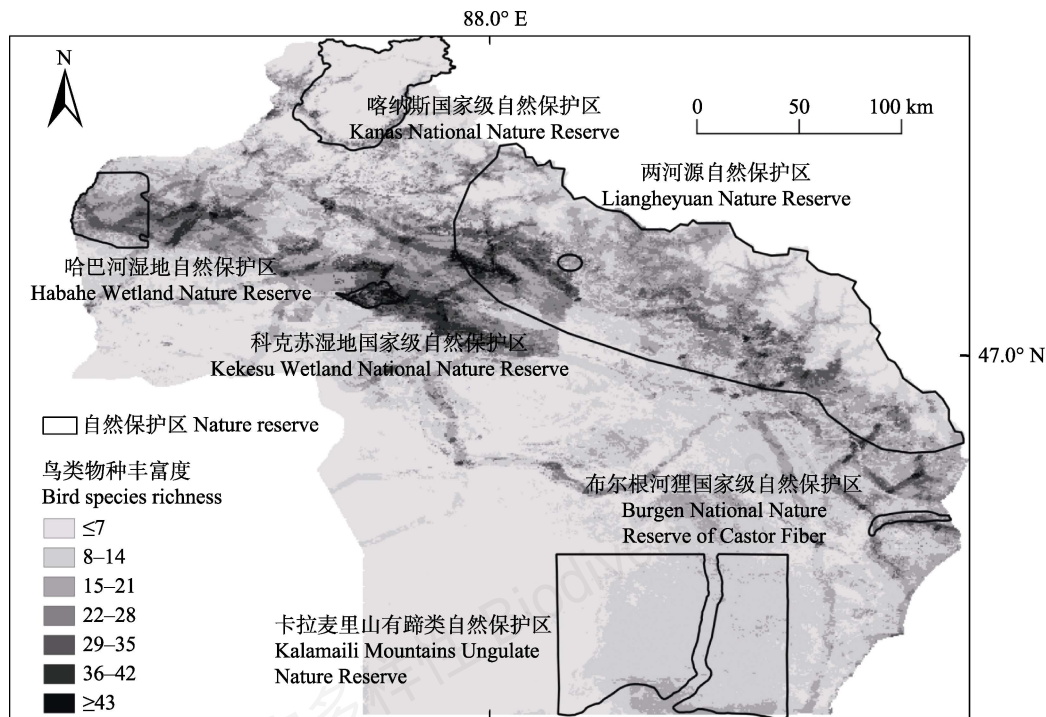 88.0° E
N
喀纳斯国家级自然保护区
Kanas National Nature Reserve
0 50 100 km
两河源自然保护区
Liangheyuan Nature Reserve
哈巴河湿地自然保护区
Habahe Wetland Nature Reserve
科克苏湿地国家级自然保护区
Kekesu Wetland National Nature Reserve
47.0° N
自然保护区 Nature reserve
鸟类物种丰富度
Bird species richness
≤7
8–14
15–21
22–28
29–35
36–42
≥43
布尔根河狸国家级自然保护区
Burgen National Nature
Reserve of Castor Fiber
卡拉麦里山有蹄类自然保护区
Kalamaili Mountains Ungulate
Nature Reserve